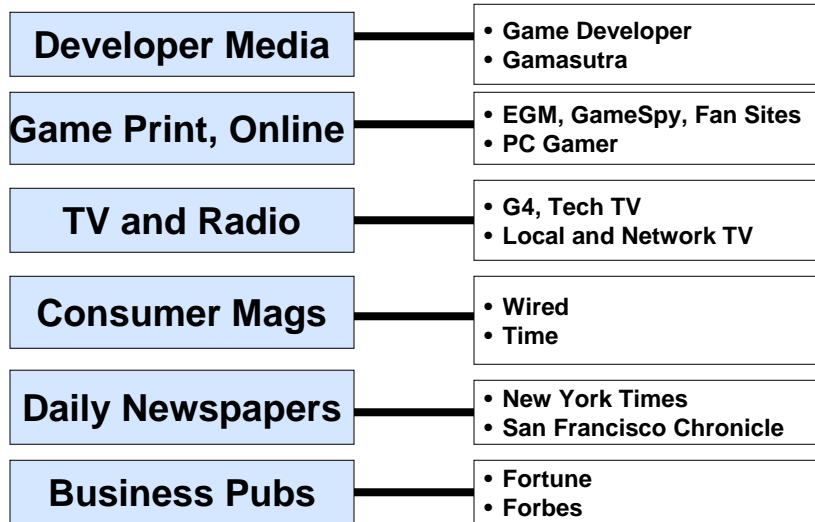 Developer Media
• Game Developer
• Gamasutra
Game Print, Online
• EGM, GameSpy, Fan Sites
• PC Gamer
TV and Radio
• G4, Tech TV
• Local and Network TV
Consumer Mags
• Wired
• Time
Daily Newspapers
• New York Times
• San Francisco Chronicle
Business Pubs
• Fortune
• Forbes